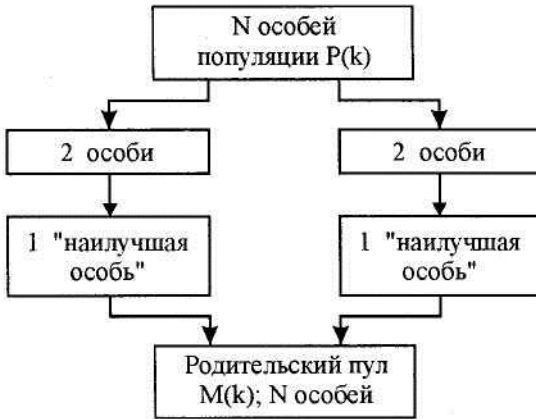 N особей
популяции P(k)
2 особи
2 особи
1 "наилучшая
особь"
1 "наилучшая
особь"
Родительский пул
M(k); N особей